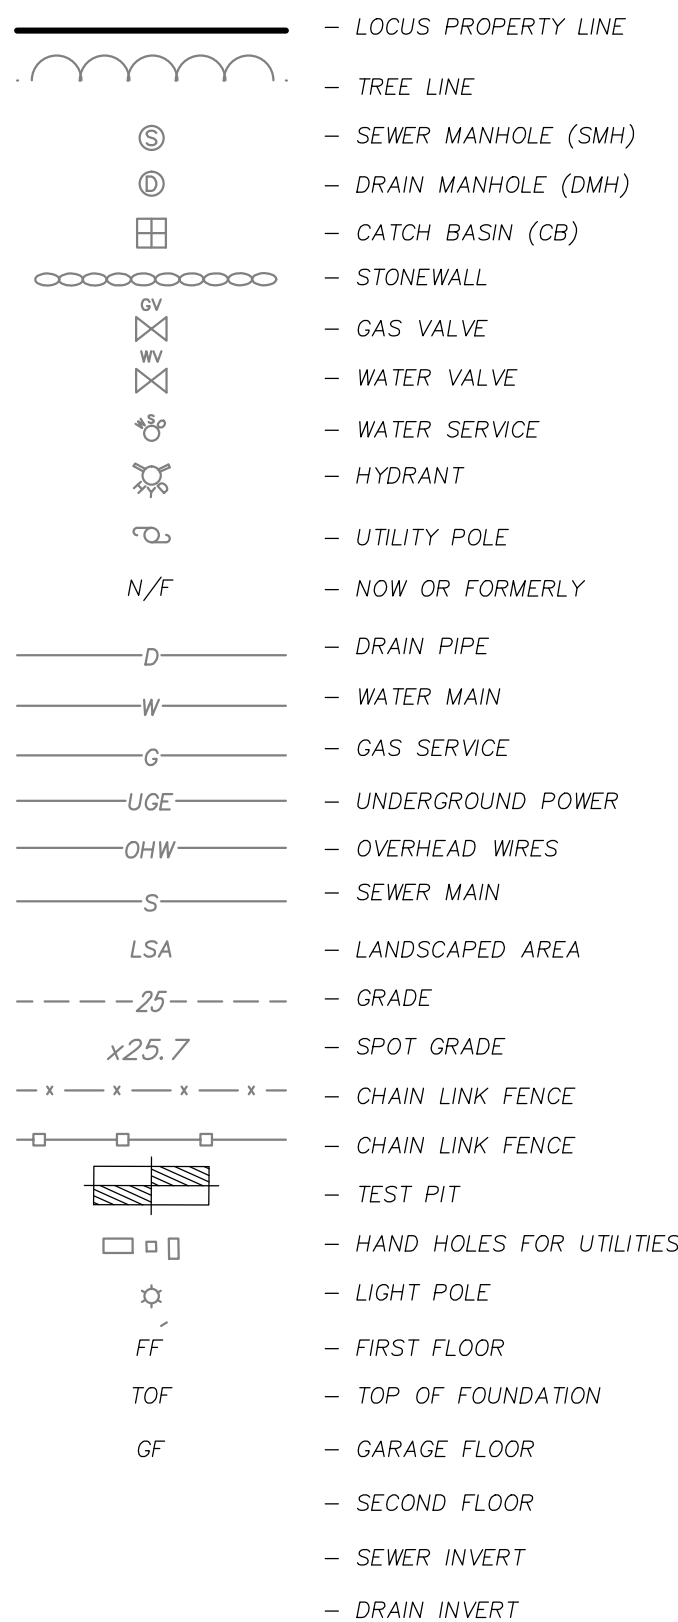 – LOCUS PROPERTY LINE
– TREE LINE
S – SEWER MANHOLE (SMH)
D – DRAIN MANHOLE (DMH)
– CATCH BASIN (CB)
– STONEWALL
GV – GAS VALVE
WV – WATER VALVE
WSO – WATER SERVICE
HYD – HYDRANT
– UTILITY POLE
N/F – NOW OR FORMERLY
D – DRAIN PIPE
W – WATER MAIN
G – GAS SERVICE
UGE – UNDERGROUND POWER
OHW – OVERHEAD WIRES
S – SEWER MAIN
LSA – LANDSCAPED AREA
25 – GRADE
x25.7 – SPOT GRADE
x x x x – CHAIN LINK FENCE
– CHAIN LINK FENCE
– TEST PIT
– HAND HOLES FOR UTILITIES
– LIGHT POLE
FF – FIRST FLOOR
TOF – TOP OF FOUNDATION
GF – GARAGE FLOOR
– SECOND FLOOR
– SEWER INVERT
– DRAIN INVERT